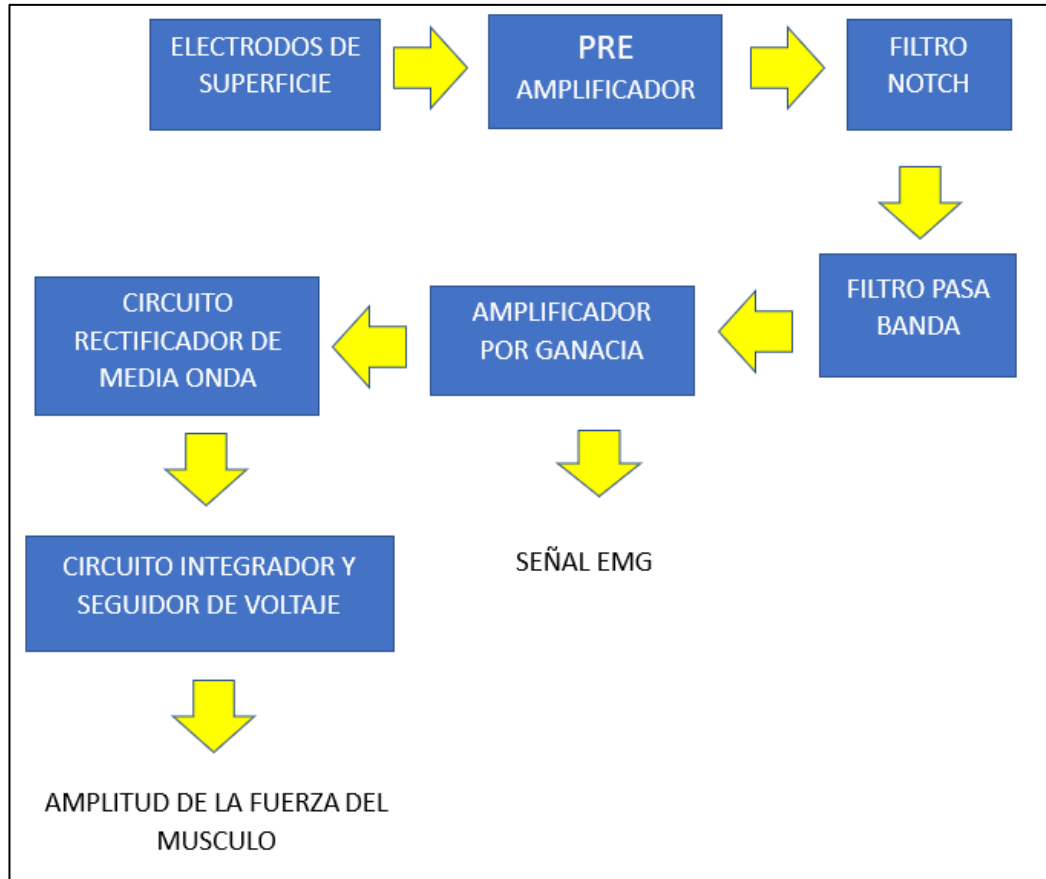 ELECTRODOS DE
SUPERFICIE
PRE
AMPLIFICADOR
FILTRO
NOTCH
FILTRO PASA
BANDA
AMPLIFICADOR
POR GANACIA
CIRCUITO
RECTIFICADOR DE
MEDIA ONDA
SEÑAL EMG
CIRCUITO INTEGRADOR Y
SEGUIDOR DE VOLTAJE
AMPLITUD DE LA FUERZA DEL
MUSCULO